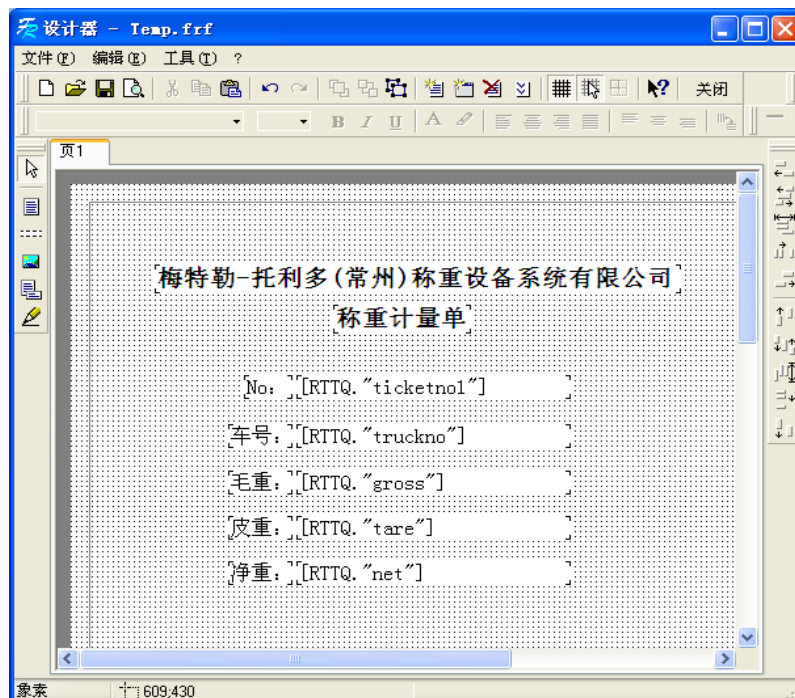 设计器 - Temp.frf
文件(F) 编辑(E) 工具(T) ?
关闭
B I U A
页1
梅特勒-托利多(常州)称重设备系统有限公司
称重计量单
No: [RTTQ."ticketno1"]
车号: [RTTQ."truckno"]
毛重: [RTTQ."gross"]
皮重: [RTTQ."tare"]
净重: [RTTQ."net"]
象素 609;430